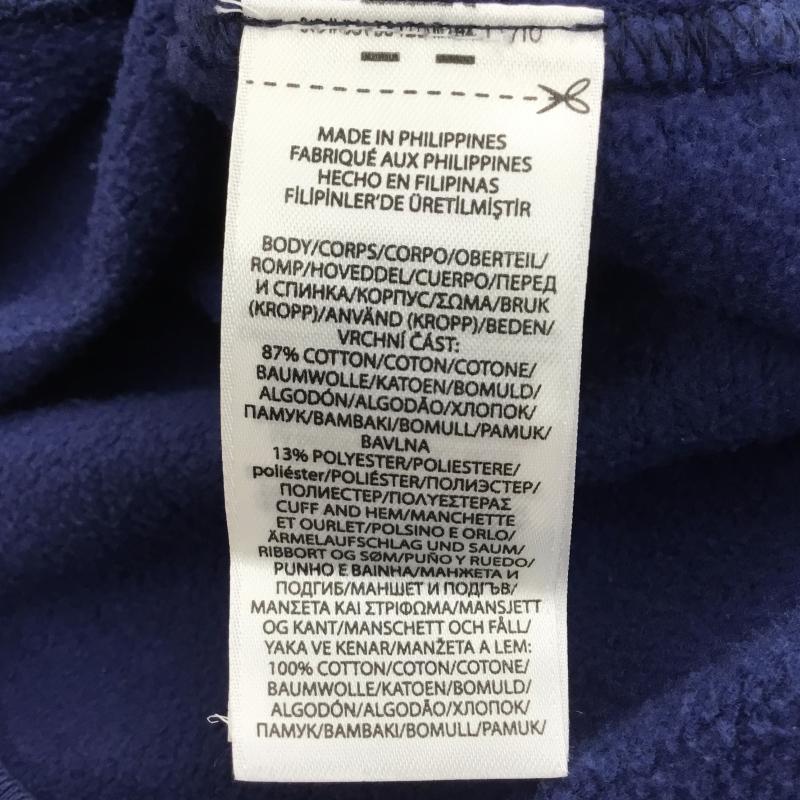 MADE IN PHILIPPINES
FABRIQUÉ AUX PHILIPPINES
HECHO EN FILIPINAS
FİLİPİNLER'DE ÜRETİLMİŞTİR
BODY/CORPS/CORPO/OBERTEIL/
ROMP/HOVEDDEL/CUERPO/ПЕРЕД
И СПИНКА/КОРПУС/ΣΩΜΑ/BRUK
(KROPP)/ANVÄND (KROPP)/BEDEN/
VRCHNÍ ČÁST:
87% COTTON/COTON/COTONE/
BAUMWOLLE/KATOEN/BOMULD/
ALGODÓN/ALGODÃO/ХЛОПОК/
ПАМУК/ΒΑΜΒΑΚΙ/BOMULL/PAMUK/
BAVLNA
13% POLYESTER/POLIESTERE/
poliéster/POLIÉSTER/ПОЛИЭСТЕР/
ПОЛИЕСТЕР/ΠΟΛΥΕΣΤΕΡΑΣ
CUFF AND HEM/MANCHETTE
ET OURLET/POLSINO E ORLO/
ÄRMELAUFSCHLAG UND SAUM/
RIBBORT OG SØM/PUÑO Y RUEDO/
PUNHO E BAINHA/МАНЖЕТА И
ПОДГИБ/МАНШЕТ И ПОДГЪВ/
ΜΑΝΣΕΤΑ ΚΑΙ ΣΤΡΙΦΩΜΑ/MANSJETT
OG KANT/MANSCHETT OCH FÅLL/
YAKA VE KENAR/MANŽETA A LEM:
100% COTTON/COTON/COTONE/
BAUMWOLLE/KATOEN/BOMULD/
ALGODÓN/ALGODÃO/ХЛОПОК/
ПАМУК/ΒΑΜΒΑΚΙ/BOMULL/PAMUK/